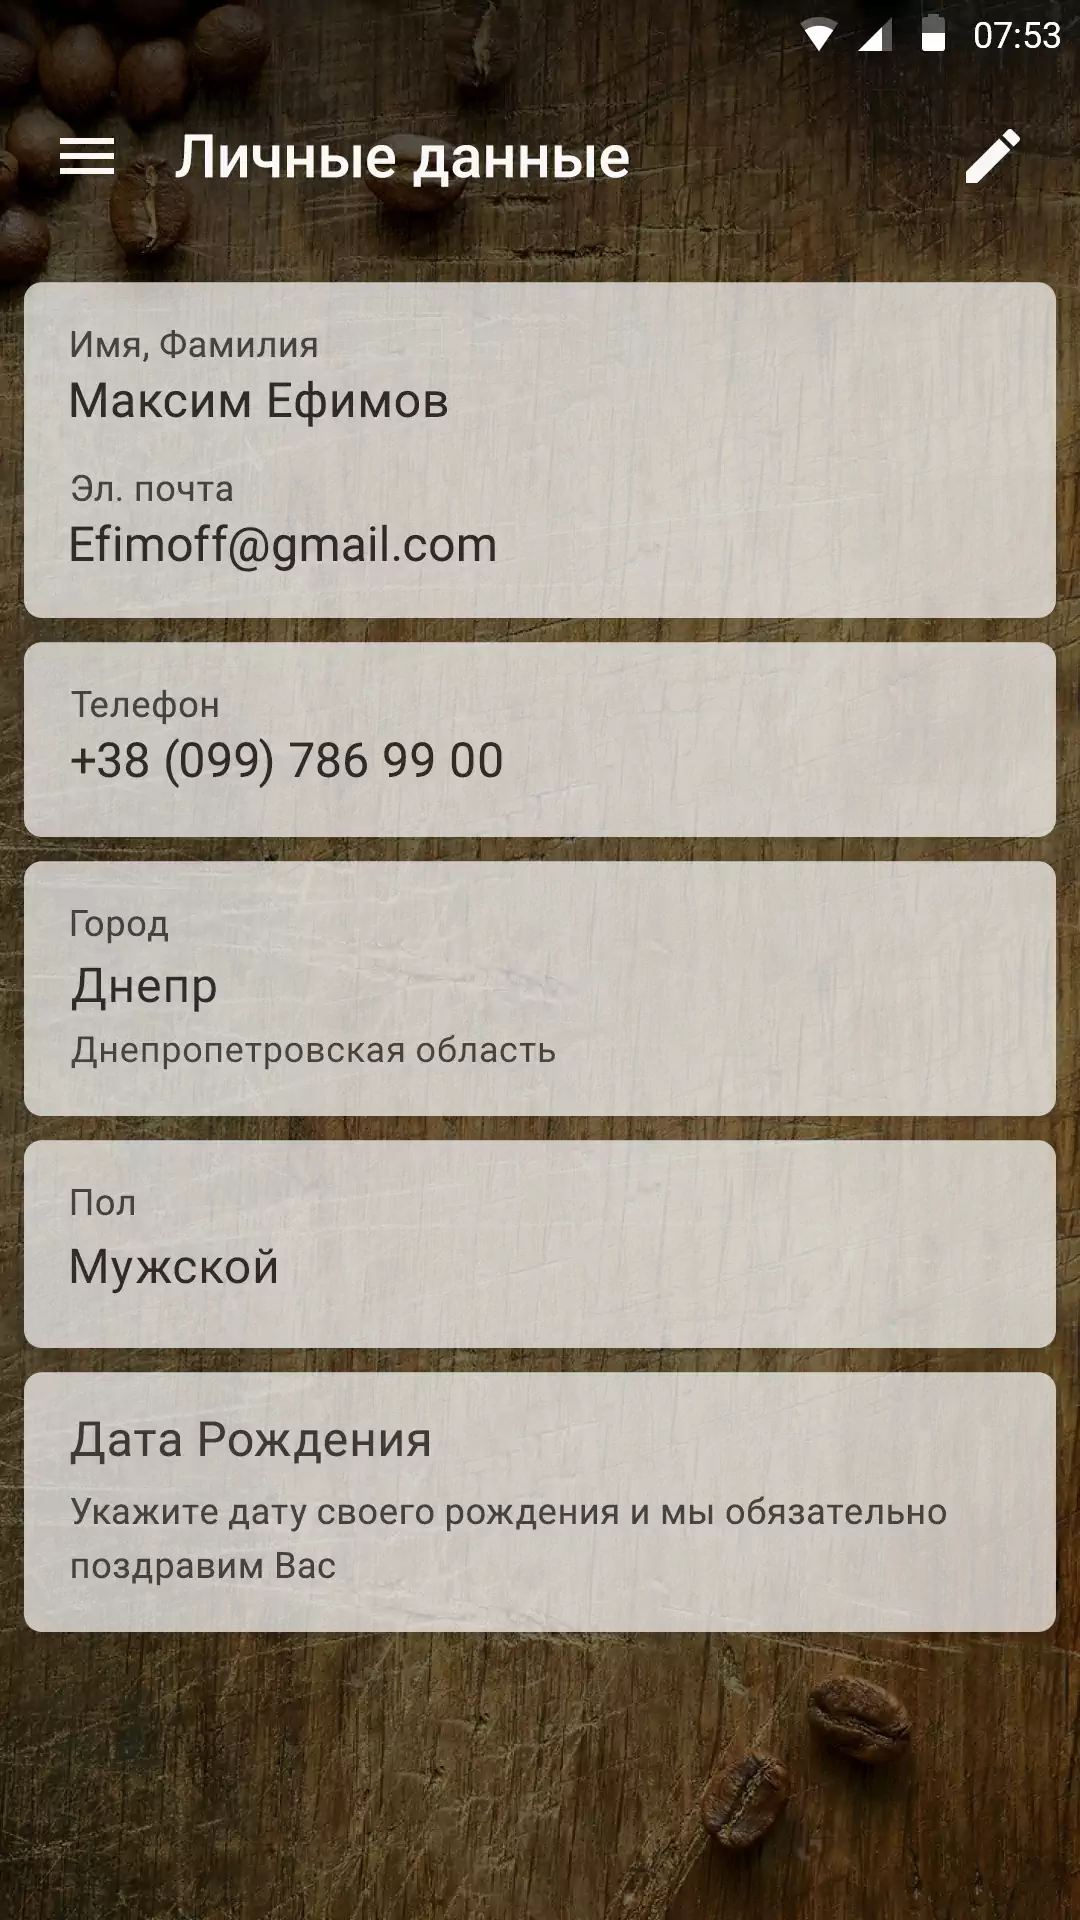 07:53
Личные данные
Имя, Фамилия
Максим Ефимов
Эл. почта
Efimoff@gmail.com
Телефон
+38 (099) 786 99 00
Город
Днепр
Днепропетровская область
Пол
Мужской
Дата Рождения
Укажите дату своего рождения и мы обязательно
поздравим Вас